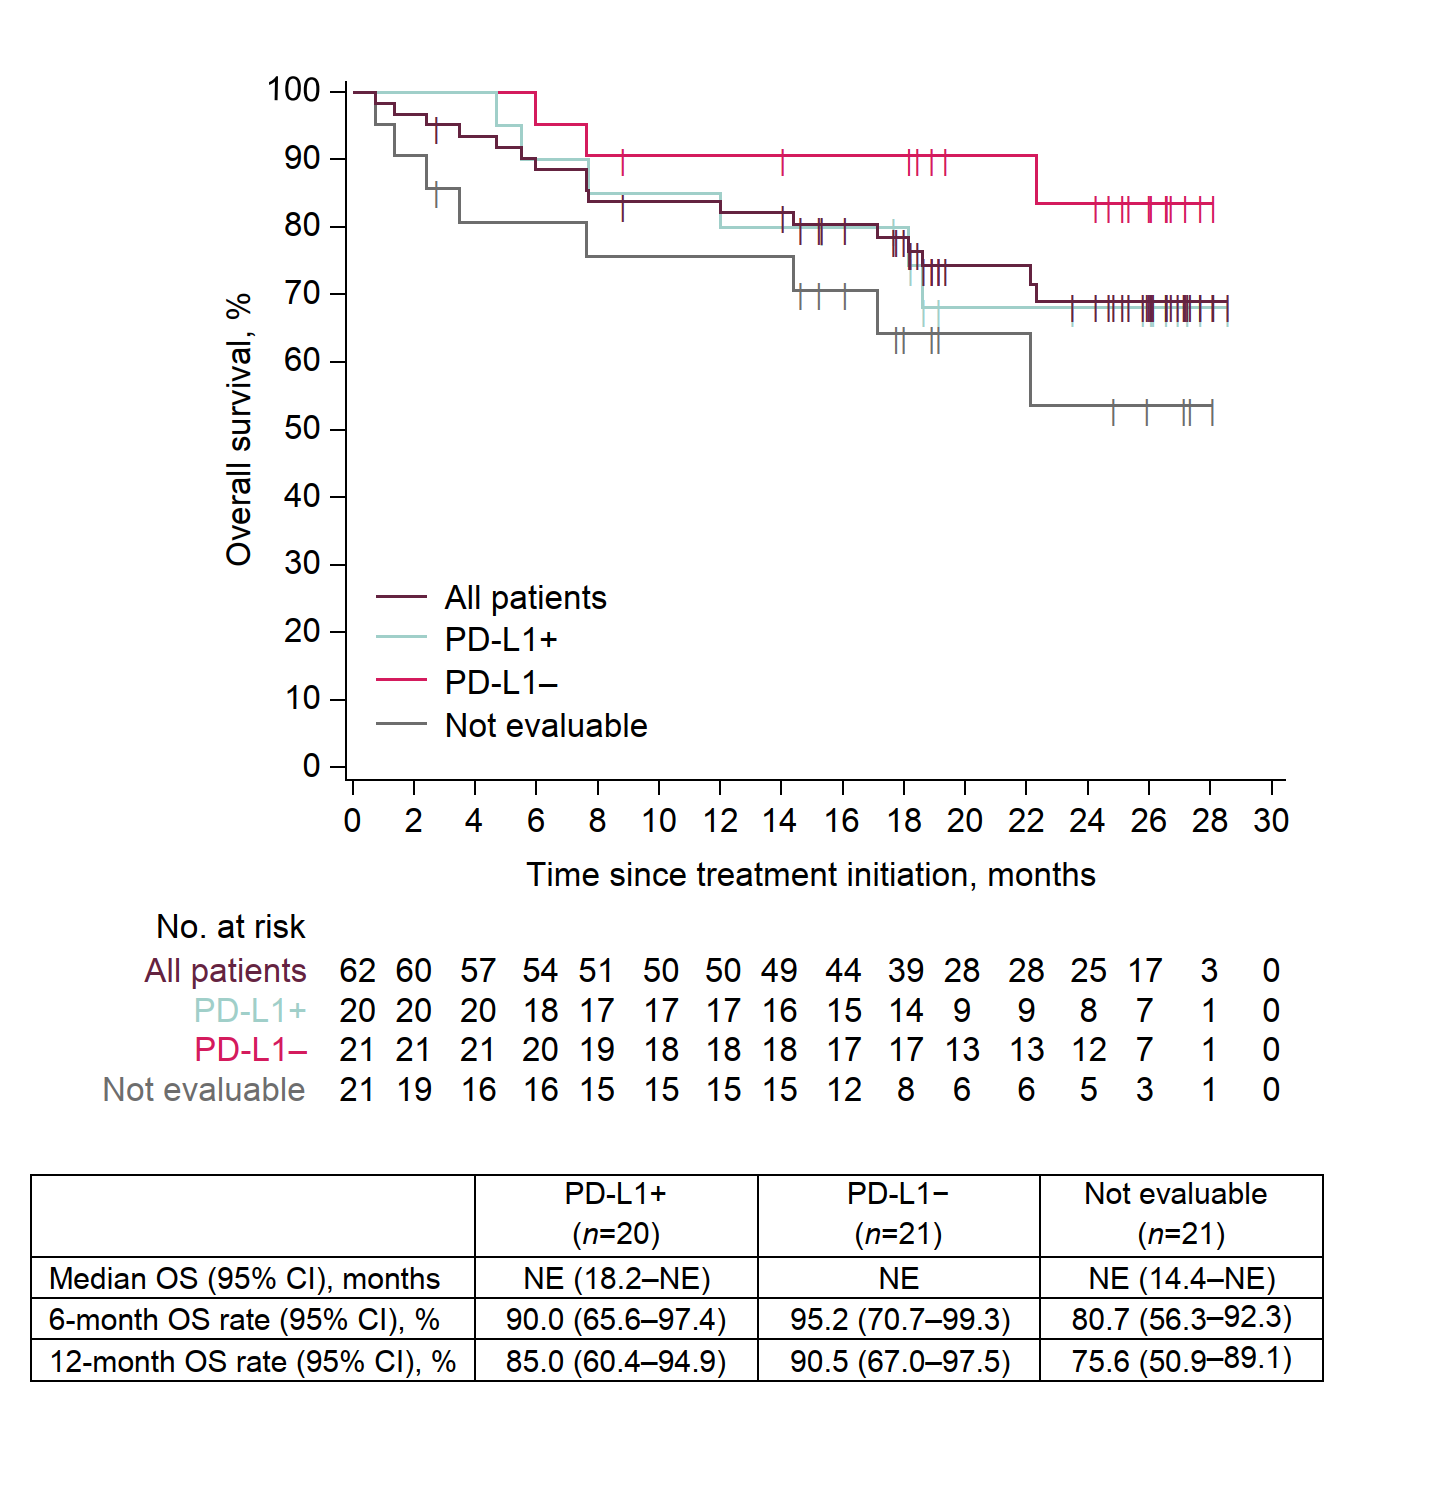 100
90
80
70
60
50
40
30
20
10
0
Overall survival, %
All patients
PD-L1+
PD-L1–
Not evaluable
0 2 4 6 8 10 12 14 16 18 20 22 24 26 28 30
Time since treatment initiation, months
No. at risk
All patients 62 60 57 54 51 50 50 49 44 39 28 28 25 17 3 0
PD-L1+ 20 20 20 18 17 17 17 16 15 14 9 9 8 7 1 0
PD-L1– 21 21 21 20 19 18 18 18 17 17 13 13 12 7 1 0
Not evaluable 21 19 16 16 15 15 15 15 12 8 6 6 5 3 1 0
PD-L1+ PD-L1− Not evaluable
(n=20) (n=21) (n=21)
Median OS (95% CI), months NE (18.2–NE) NE NE (14.4–NE)
6-month OS rate (95% CI), % 90.0 (65.6–97.4) 95.2 (70.7–99.3) 80.7 (56.3–92.3)
12-month OS rate (95% CI), % 85.0 (60.4–94.9) 90.5 (67.0–97.5) 75.6 (50.9–89.1)